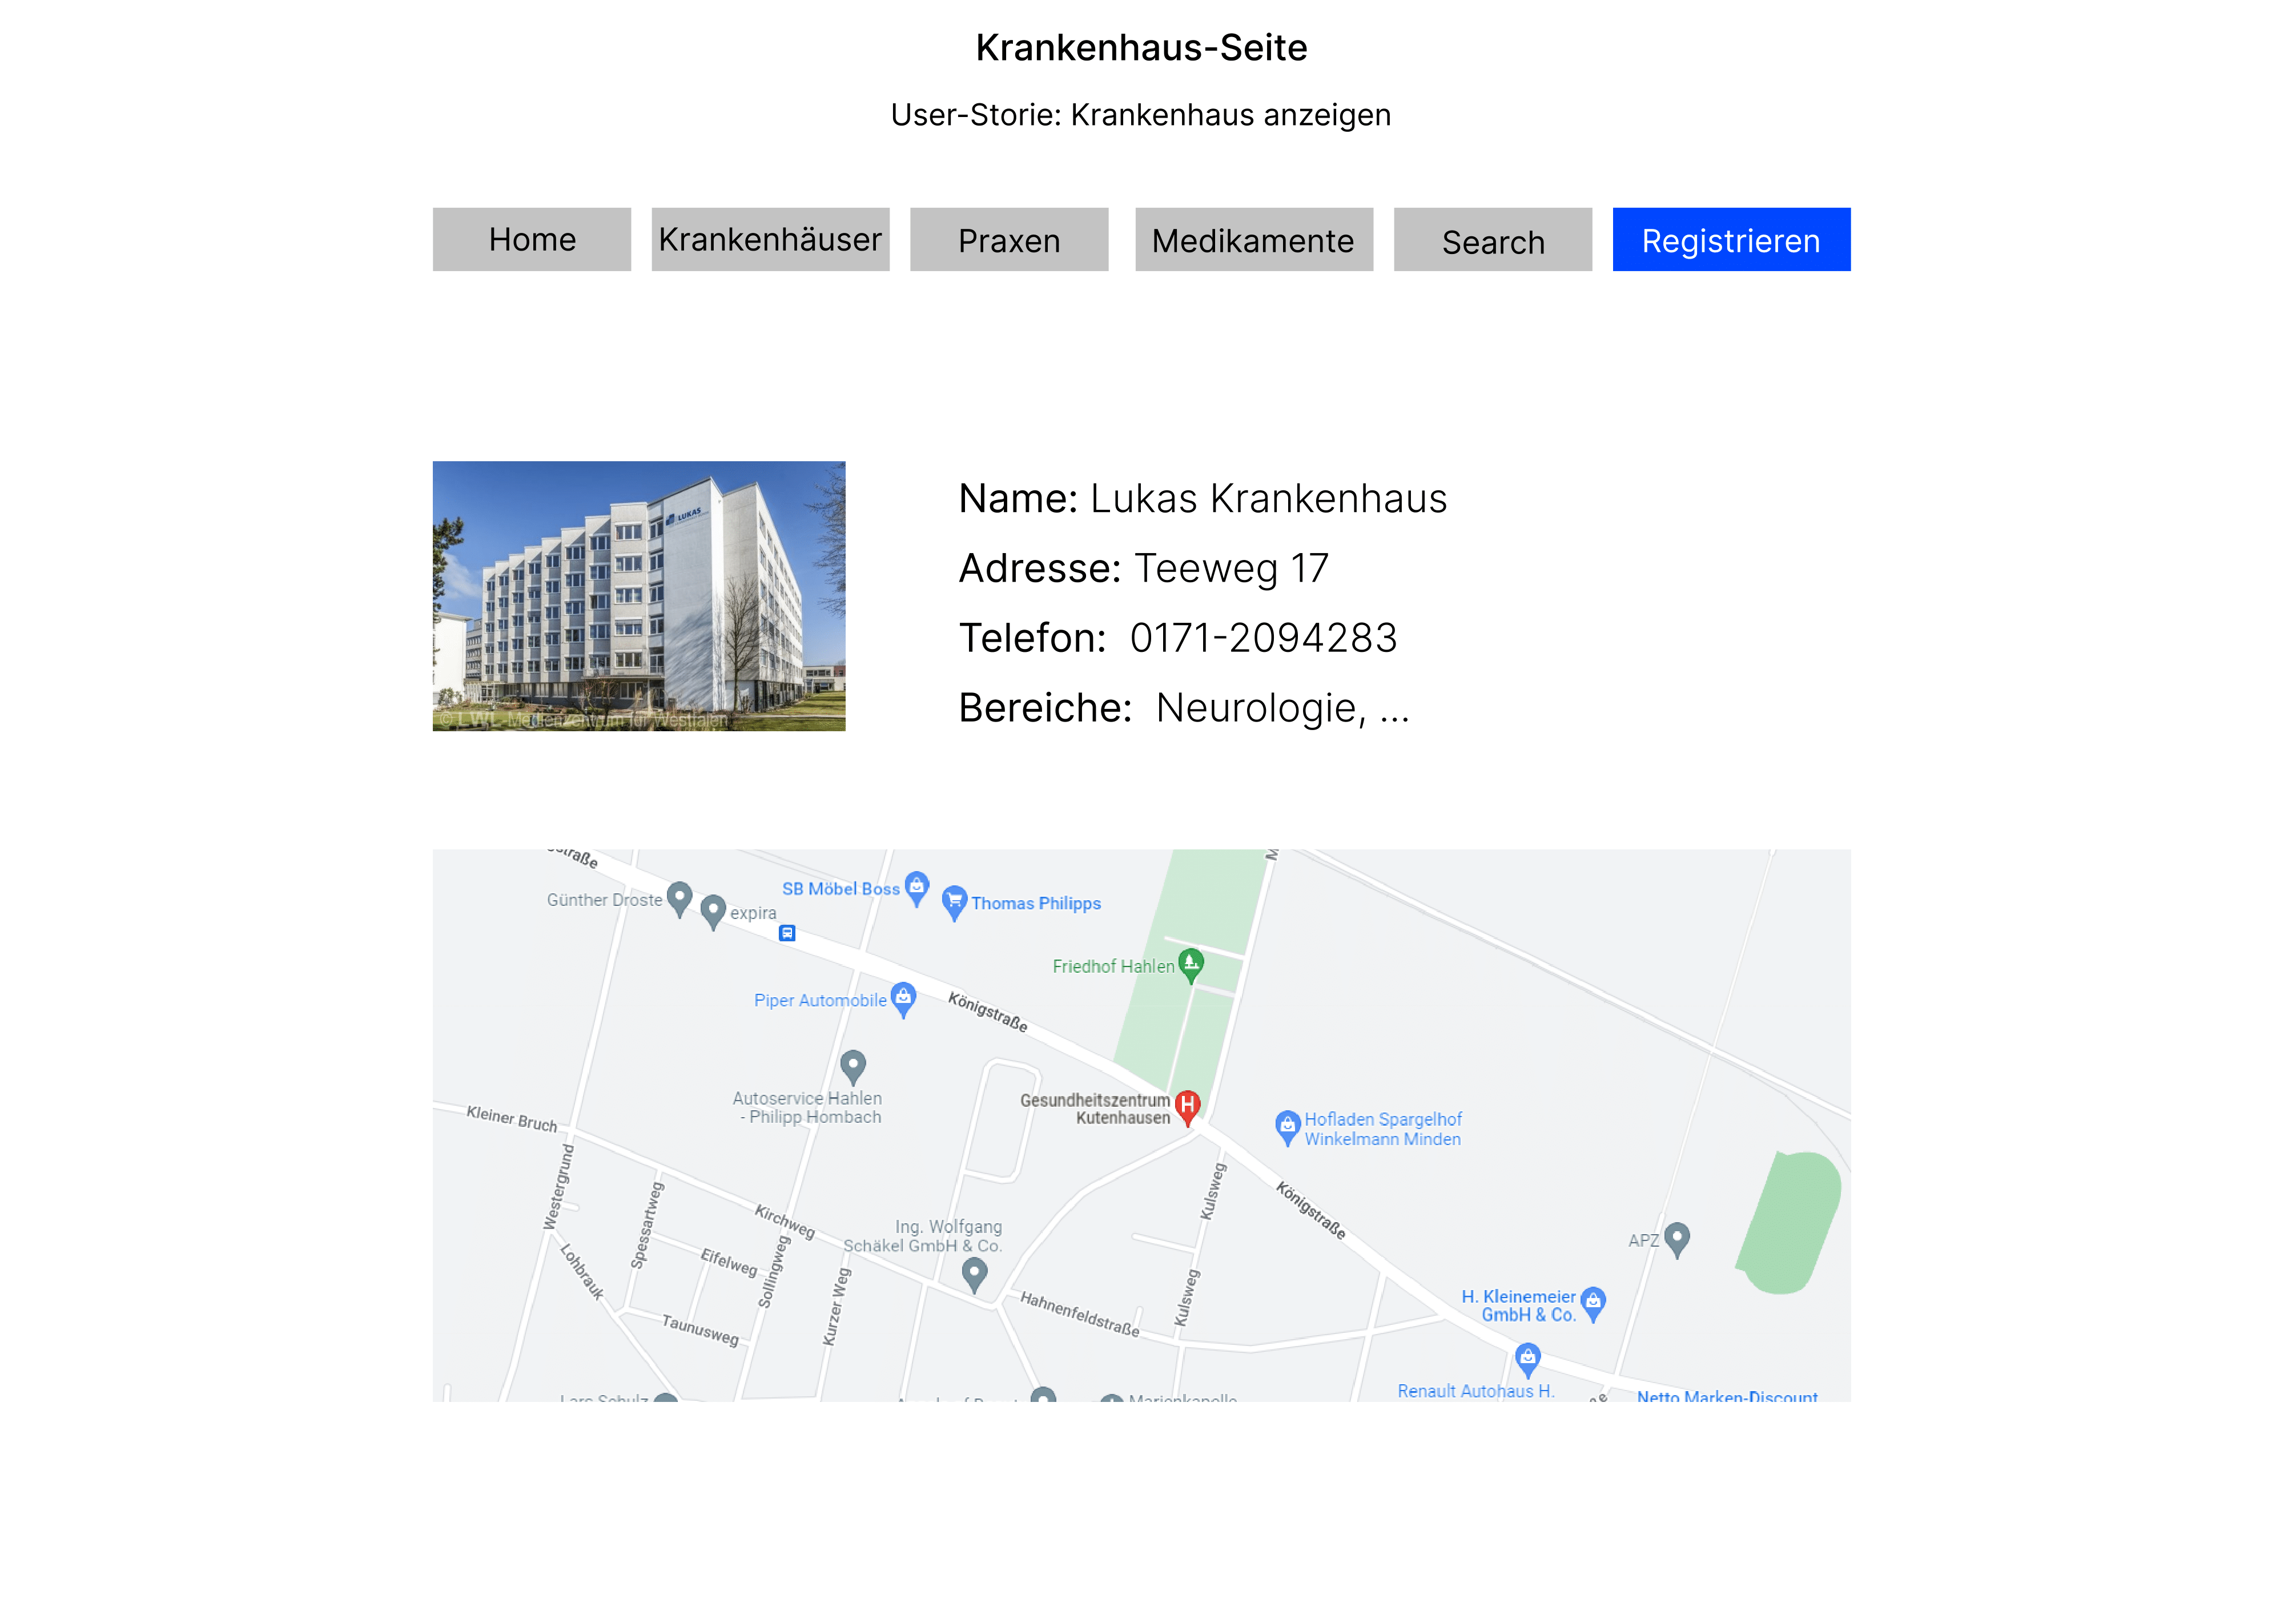 Krankenhaus-Seite
User-Storie: Krankenhaus anzeigen
Home
Krankenhäuser
Praxen
Medikamente
Search
Registrieren
LUKAS
© LWL-Medienzentrum für Westfalen
Name: Lukas Krankenhaus
Adresse: Teeweg 17
Telefon: 0171-2094283
Bereiche: Neurologie, ...
Günther Droste
expira
SB Möbel Boss
Thomas Philipps
Friedhof Hahlen
Piper Automobile
Königstraße
Autoservice Hahlen
- Philipp Hombach
Gesundheitszentrum
Kutenhausen
H
Hofladen Spargelhof
Winkelmann Minden
Kleiner Bruch
Westergrund
Spessartweg
Kirchweg
Kulsweg
Königstraße
Ing. Wolfgang
Schäkel GmbH & Co.
APZ
Lohbrauk
Eifelweg
Sollingweg
Kurzer Weg
Hahnenfeldstraße
Kulsweg
H. Kleinemeier
GmbH & Co.
Taunusweg
Renault Autohaus H.
Netto Marken-Discount
Lars Schulz
Marienkapelle